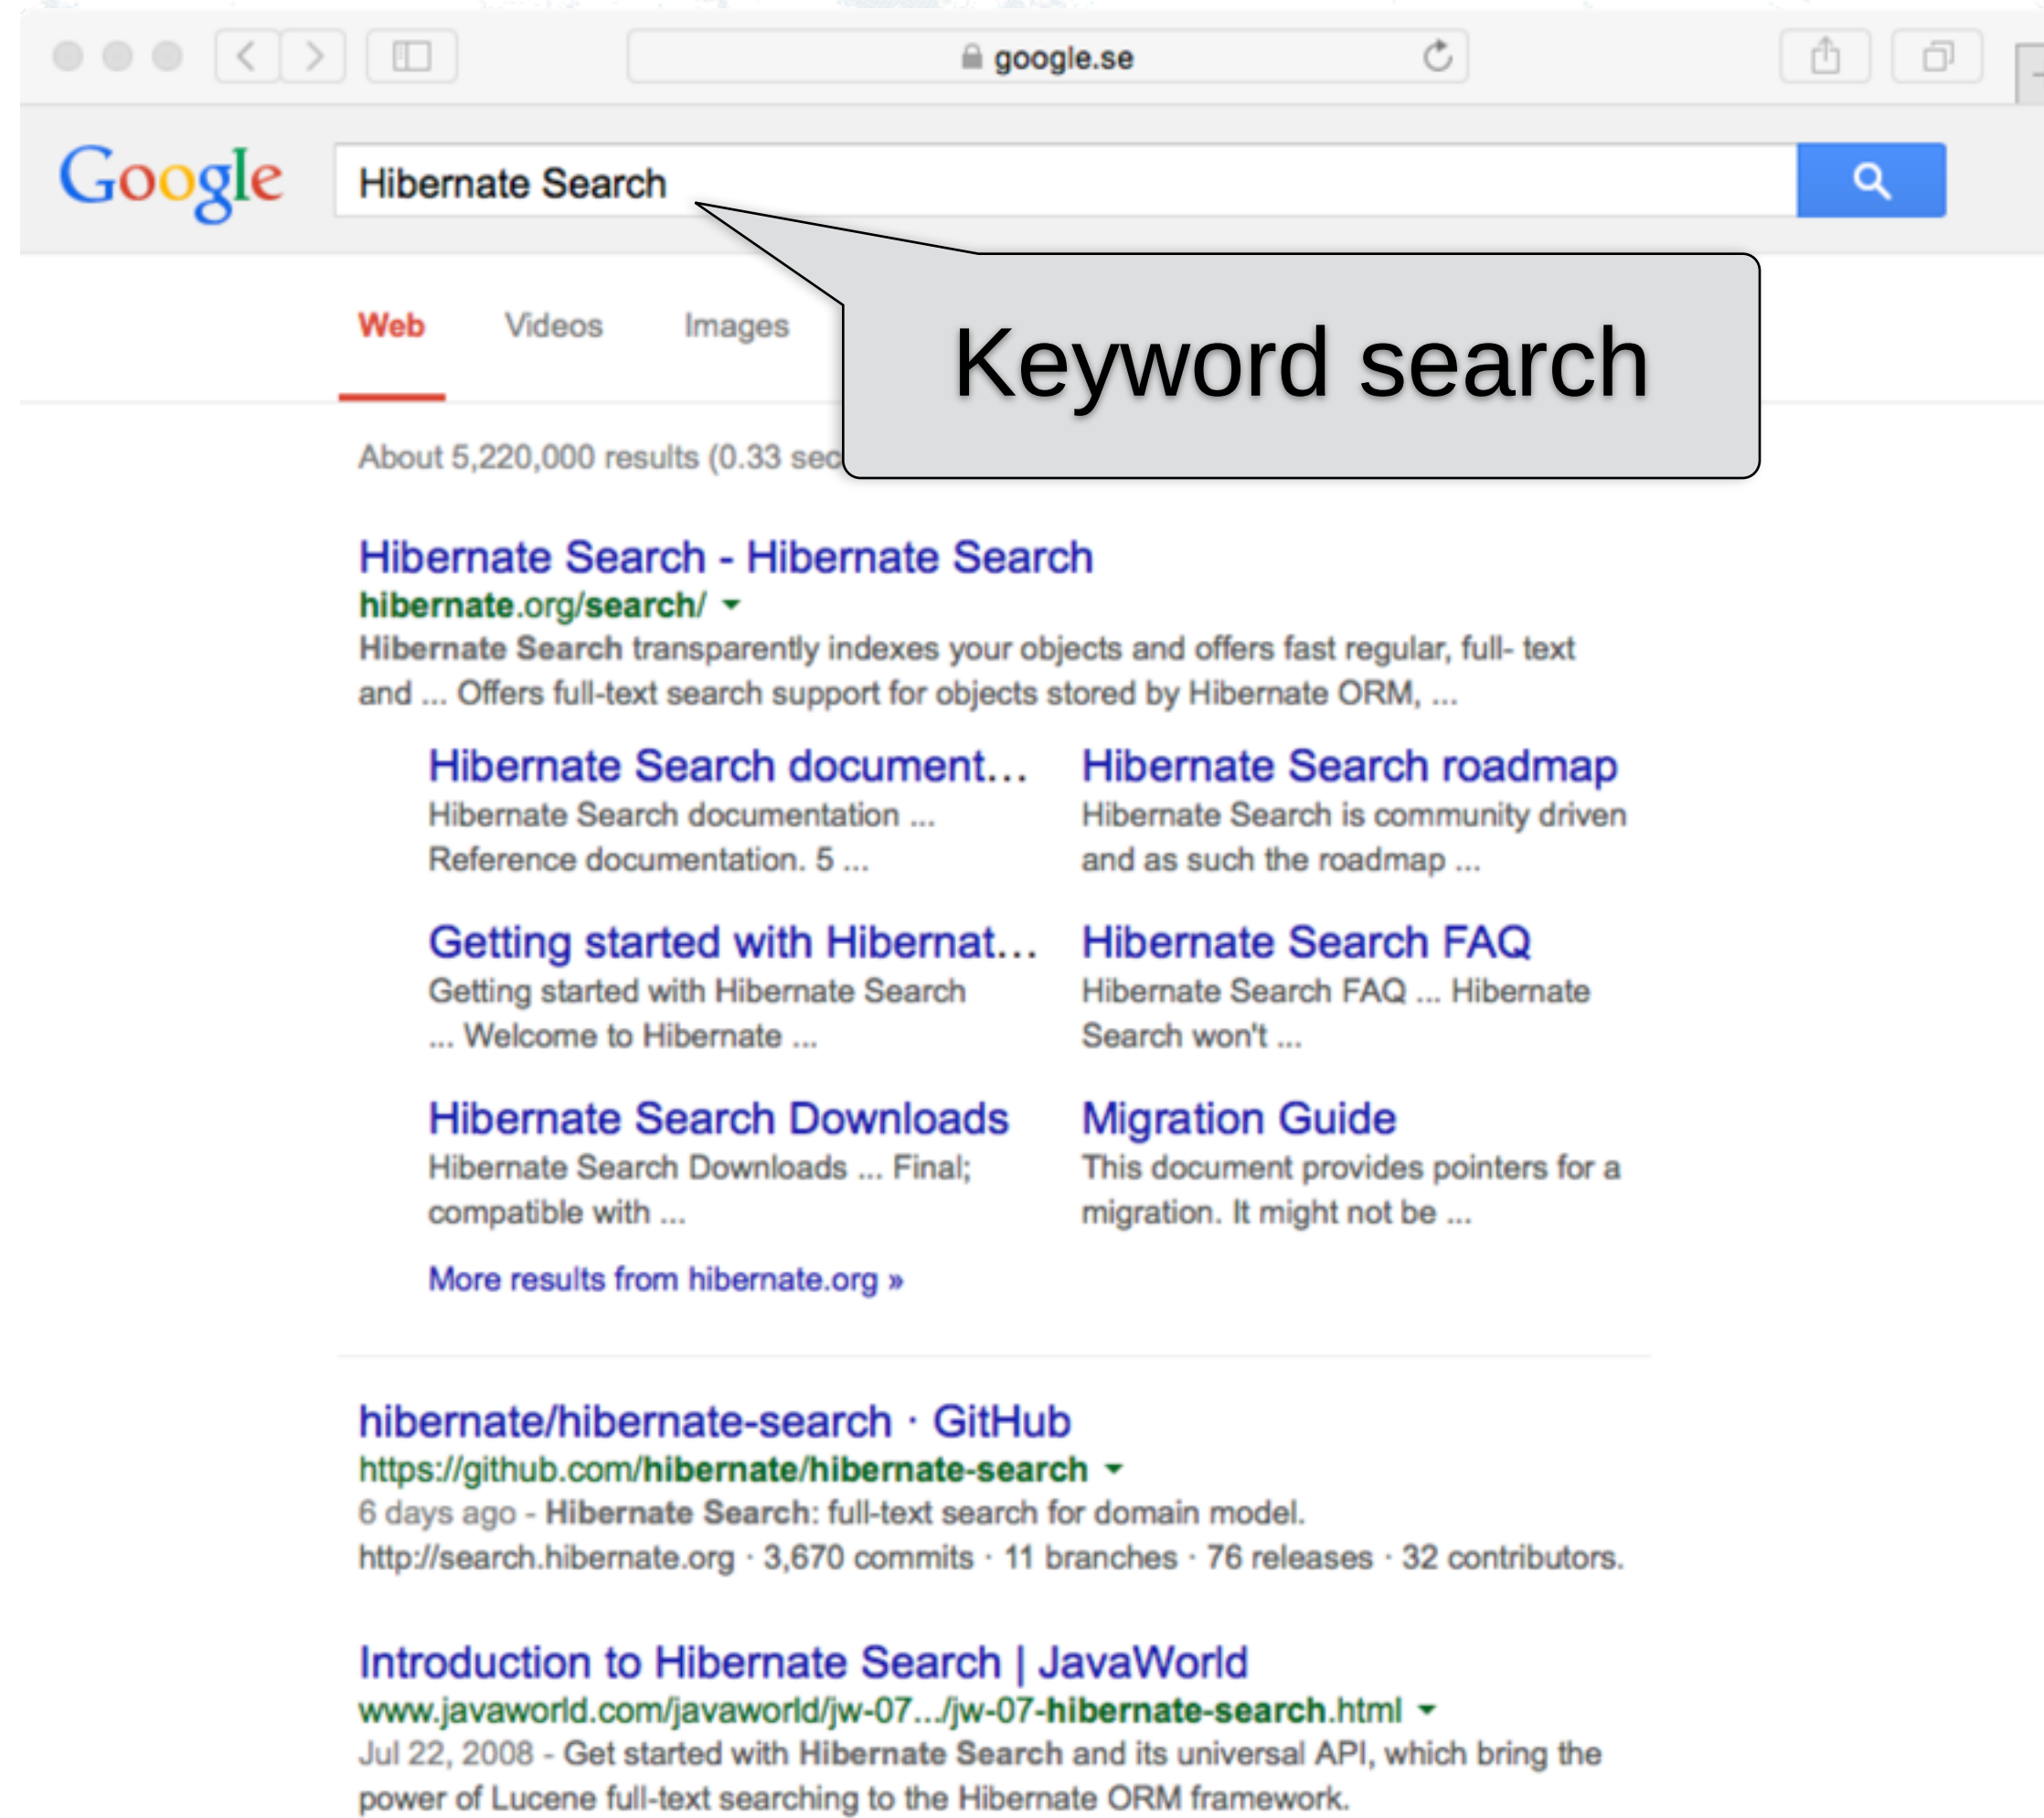 google.se
Google
Hibernate Search
Keyword search
Web Videos Images
About 5,220,000 results (0.33 sec
Hibernate Search - Hibernate Search
hibernate.org/search/
Hibernate Search transparently indexes your objects and offers fast regular, full- text
and ... Offers full-text search support for objects stored by Hibernate ORM, ...
Hibernate Search document...
Hibernate Search documentation ...
Reference documentation. 5 ...
Hibernate Search roadmap
Hibernate Search is community driven
and as such the roadmap ...
Getting started with Hibernat...
Getting started with Hibernate Search
... Welcome to Hibernate ...
Hibernate Search FAQ
Hibernate Search FAQ ... Hibernate
Search won't ...
Hibernate Search Downloads
Hibernate Search Downloads ... Final;
compatible with ...
Migration Guide
This document provides pointers for a
migration. It might not be ...
More results from hibernate.org »
hibernate/hibernate-search · GitHub
https://github.com/hibernate/hibernate-search
6 days ago - Hibernate Search: full-text search for domain model.
http://search.hibernate.org · 3,670 commits · 11 branches · 76 releases · 32 contributors.
Introduction to Hibernate Search | JavaWorld
www.javaworld.com/javaworld/jw-07.../jw-07-hibernate-search.html
Jul 22, 2008 - Get started with Hibernate Search and its universal API, which bring the
power of Lucene full-text searching to the Hibernate ORM framework.